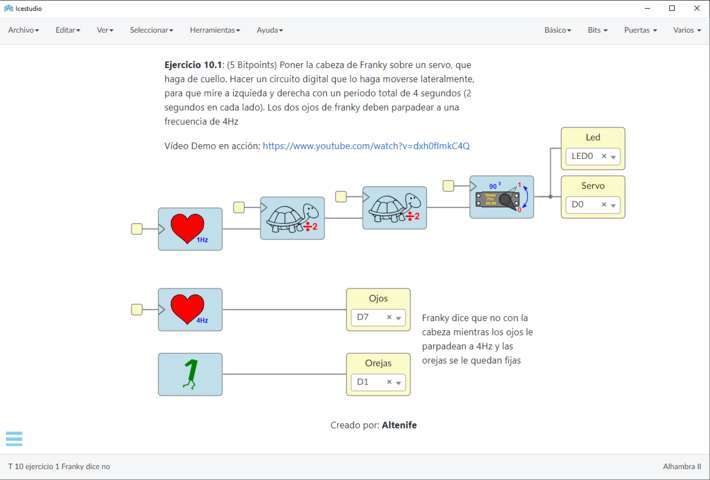 Icestudio
Archivo Editar Ver Seleccionar Herramientas Ayuda Básico Bits Puertas Varios
Ejercicio 10.1: (5 Bitpoints) Poner la cabeza de Franky sobre un servo, que
haga de cuello. Hacer un circuito digital que lo haga moverse lateralmente,
para que mire a izquieda y derecha con un periodo total de 4 segundos (2
segundos en cada lado). Los dos ojos de franky deben parpadear a una
frecuencia de 4Hz
Vídeo Demo en acción: https://www.youtube.com/watch?v=dxh0flmkC4Q
Led
LED0
Servo
D0
90º
1
0
÷2
÷2
1Hz
4Hz
Ojos
D7
Orejas
D1
1
Franky dice que no con la
cabeza mientras los ojos le
parpadean a 4Hz y las
orejas se le quedan fijas
Creado por: Altenife
T 10 ejercicio 1 Franky dice no
Alhambra II